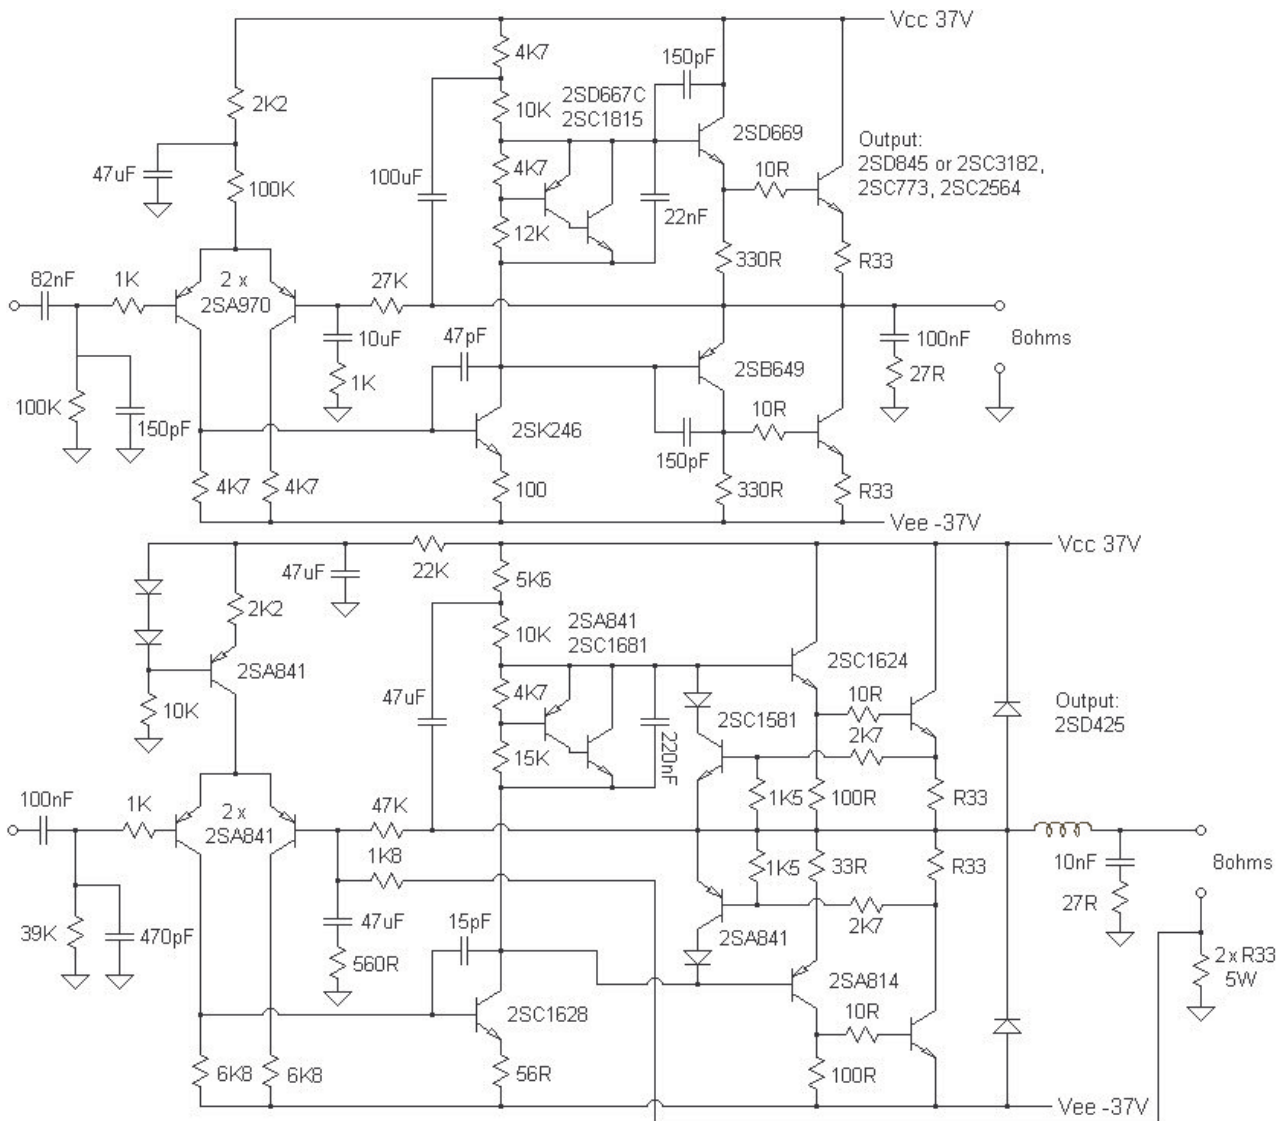 Vcc 37V
4K7
150pF
2K2
10K
2SD667C
2SC1815
2SD669
Output:
2SD845 or 2SC3182,
2SC773, 2SC2564
47uF
100K
100uF
4K7
10R
22nF
12K
330R
R33
82nF
1K
2 x
2SA970
27K
10uF
47pF
100nF
8ohms
1K
2SB649
27R
100K
150pF
2SK246
10R
150pF
4K7
4K7
100
330R
R33
Vee -37V
Vcc 37V
47uF
22K
5K6
2K2
10K
2SA841
2SC1681
2SA841
2SC1624
10K
47uF
4K7
2SC1581
10R
Output:
2SD425
2K7
15K
220nF
100nF
1K
2 x
2SA841
47K
1K5
100R
R33
1K8
1K5
33R
R33
10nF
8ohms
39K
470pF
47uF
15pF
2SA841
2K7
27R
560R
2SA814
2 x R33
5W
2SC1628
10R
6K8
6K8
56R
100R
Vee -37V